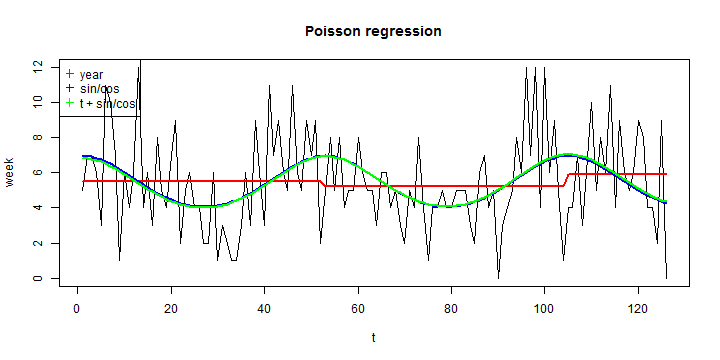 Poisson regression
+ year
+ sin/cos
+ t + sin/cos
week
12
10
8
6
4
2
0
0 20 40 60 80 100 120
t